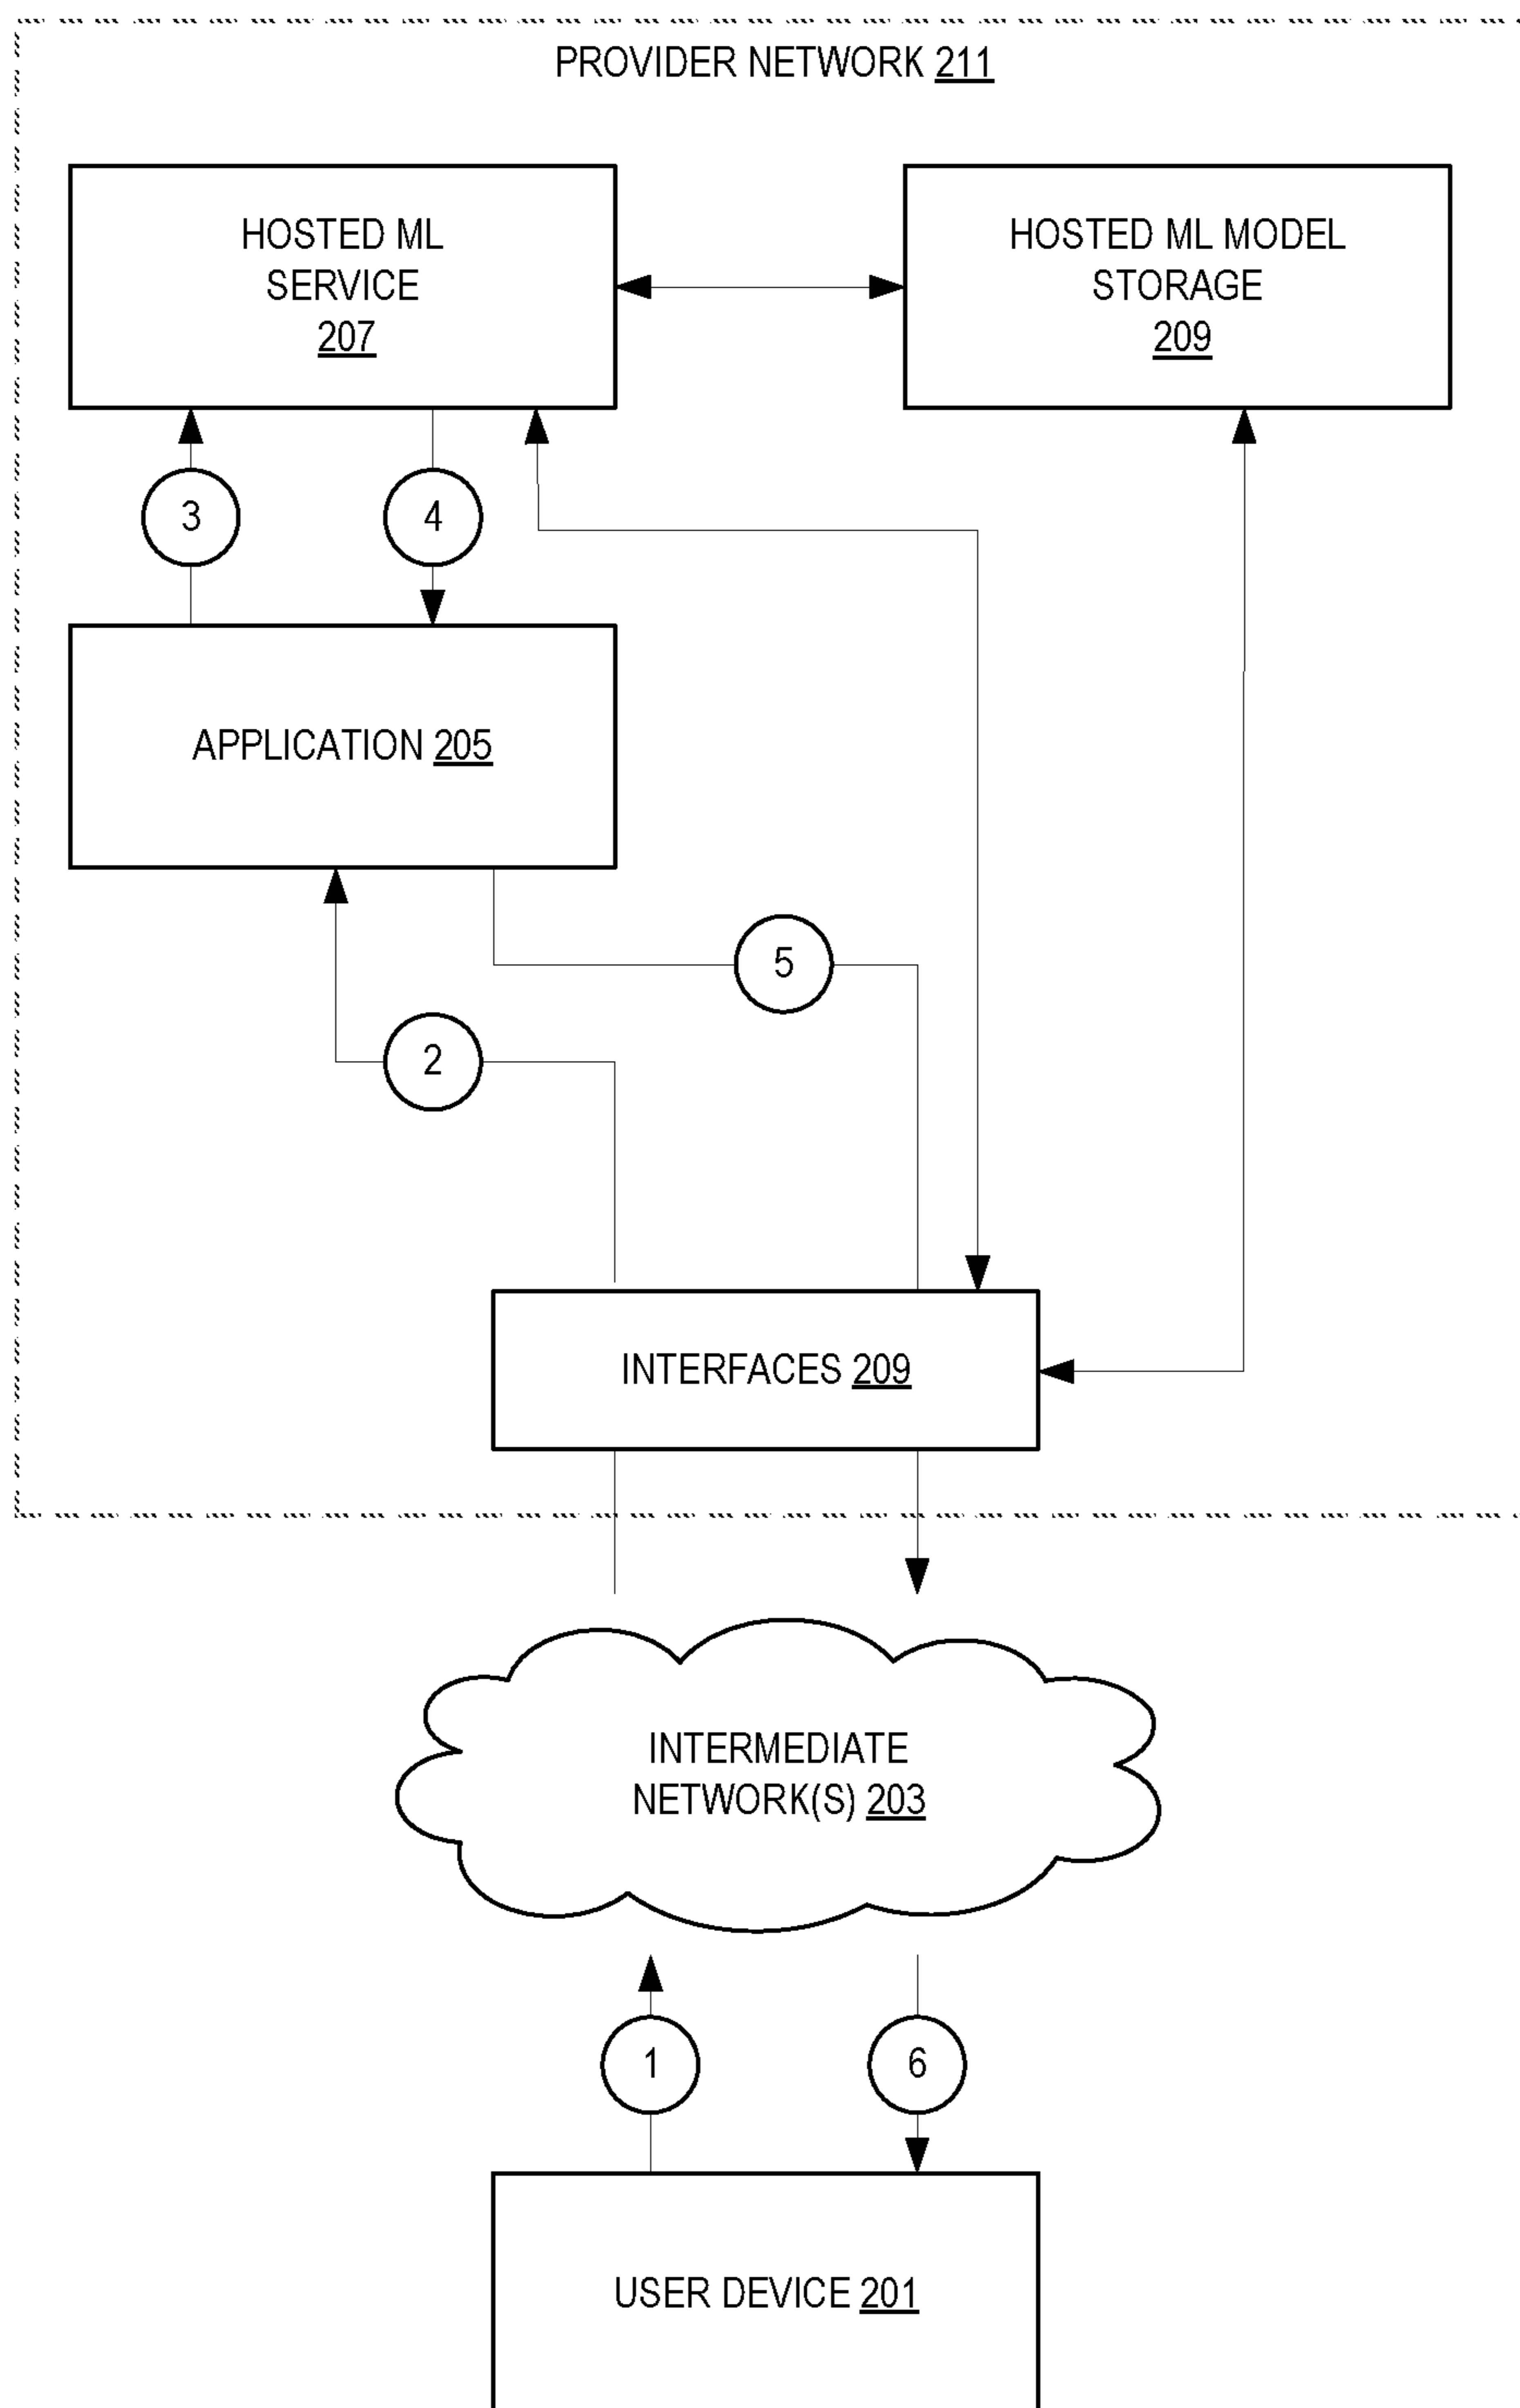 PROVIDER NETWORK 211
HOSTED ML
SERVICE
207
HOSTED ML MODEL
STORAGE
209
3
4
APPLICATION 205
5
2
INTERFACES 209
INTERMEDIATE
NETWORK(S) 203
1
6
USER DEVICE 201